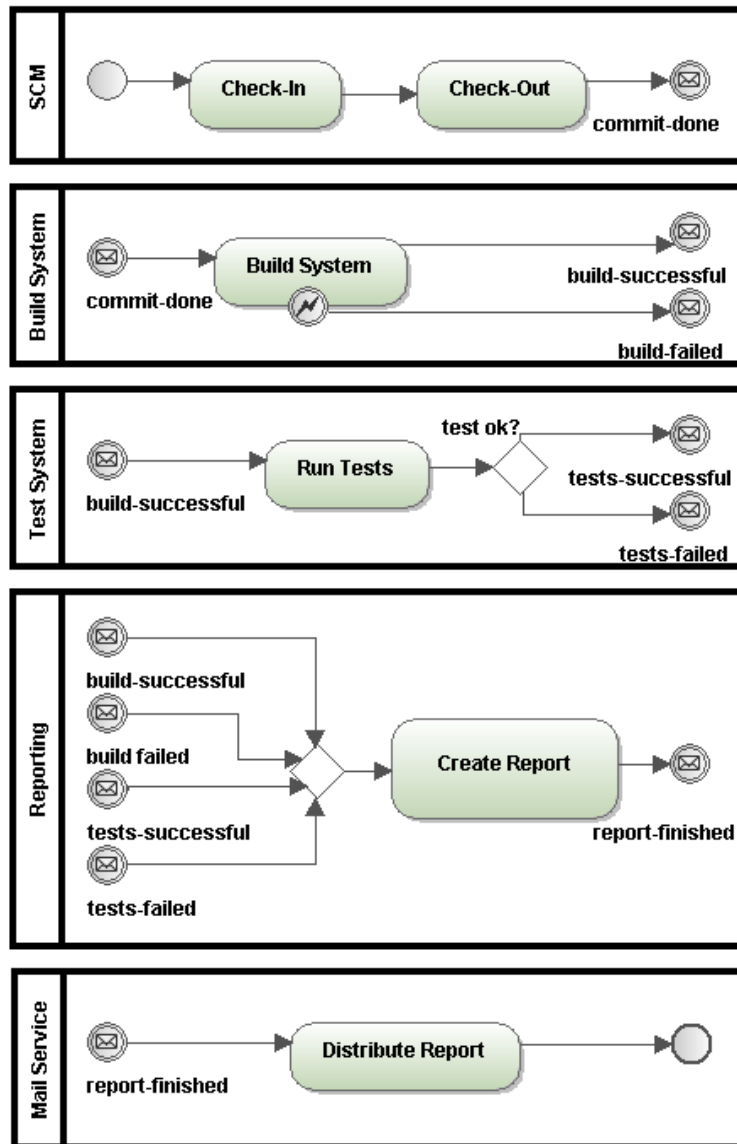 SCM
Check-In
Check-Out
commit-done
Build System
commit-done
Build System
build-successful
build-failed
Test System
build-successful
Run Tests
test ok?
tests-successful
tests-failed
Reporting
build-successful
build failed
tests-successful
tests-failed
Create Report
report-finished
Mail Service
report-finished
Distribute Report